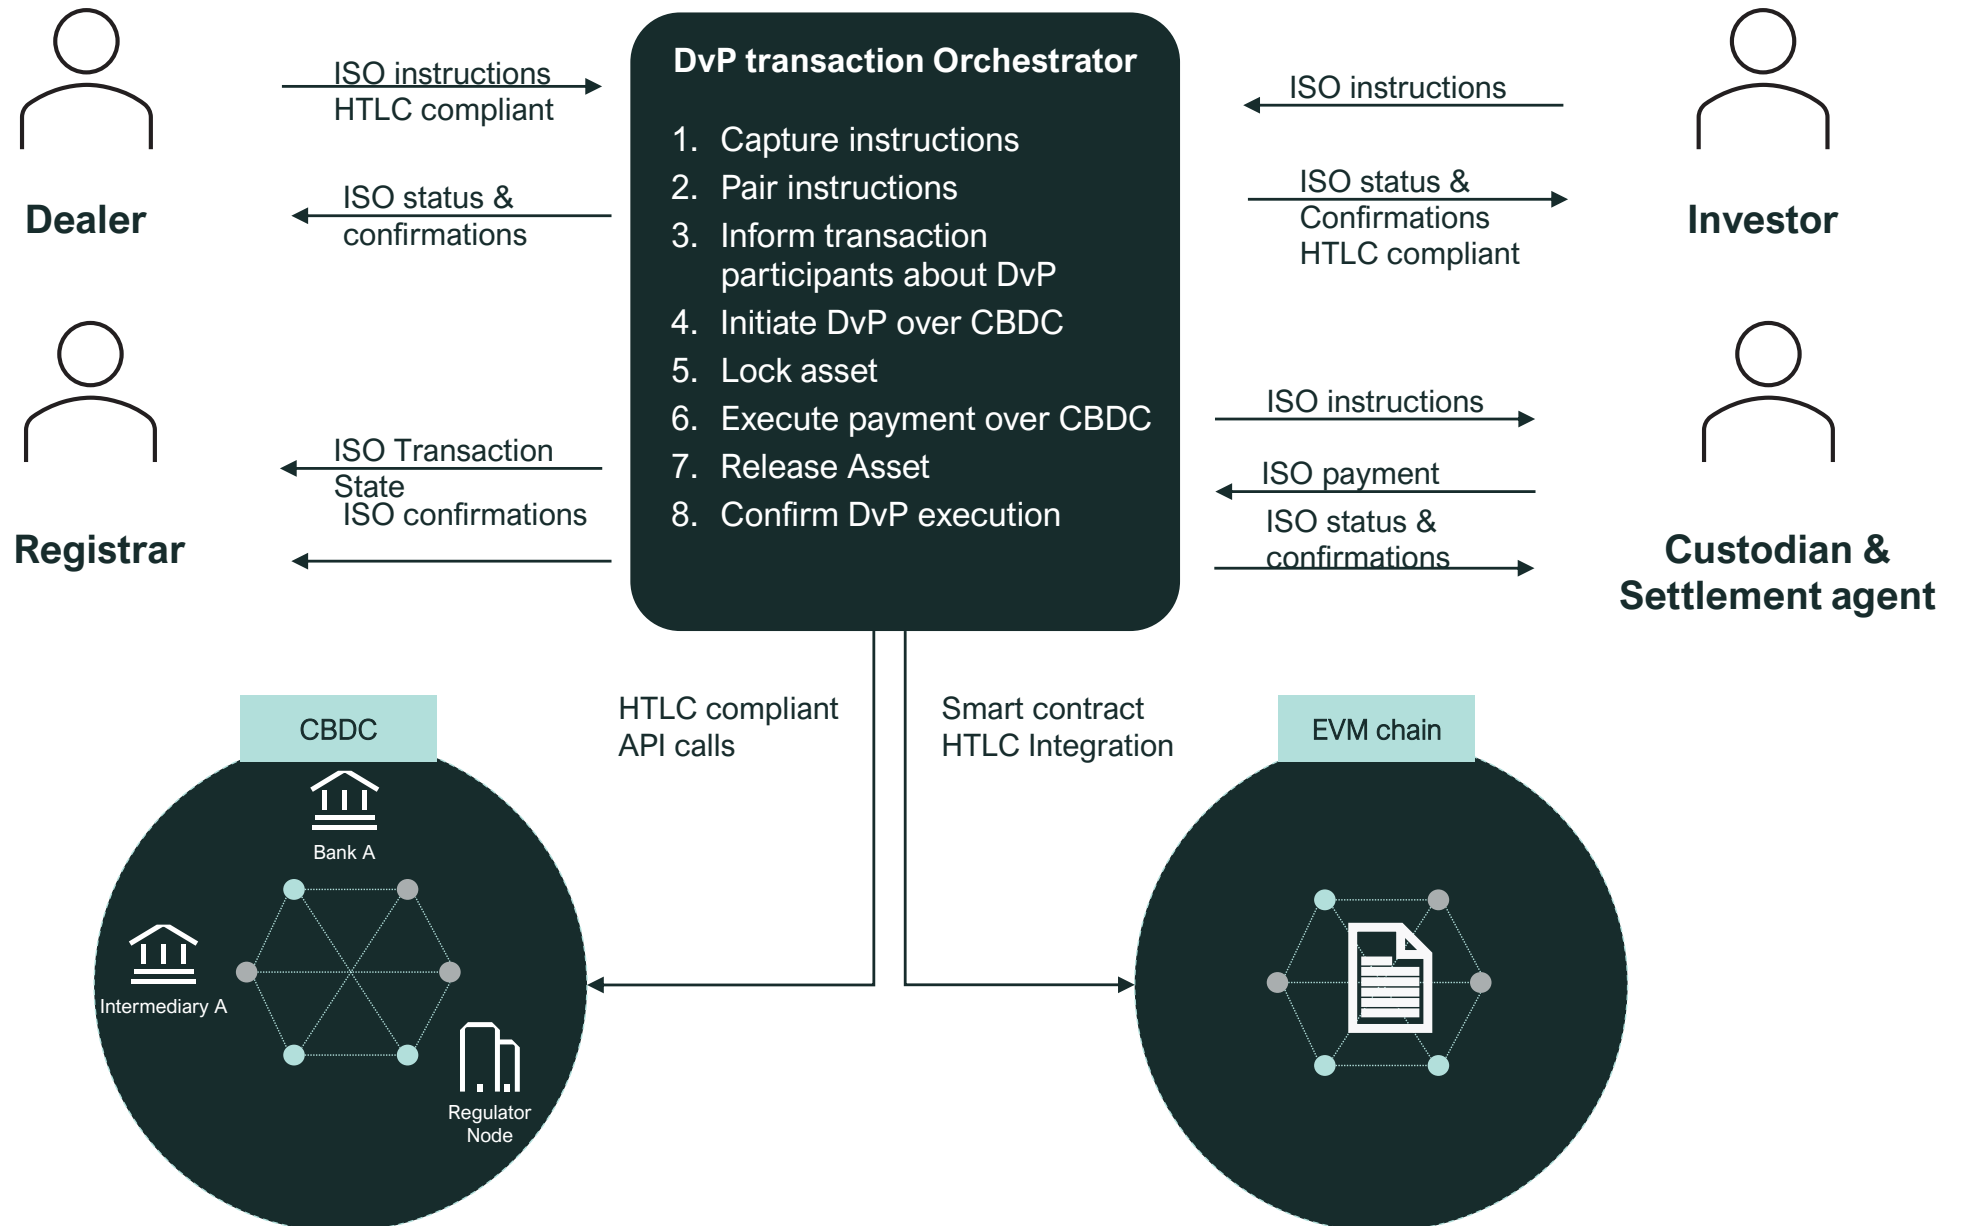 DvP transaction Orchestrator
1. Capture instructions
2. Pair instructions
3. Inform transaction
participants about DvP
4. Initiate DvP over CBDC
5. Lock asset
6. Execute payment over CBDC
7. Release Asset
8. Confirm DvP execution
ISO instructions
HTLC compliant
ISO status &
confirmations
Dealer
ISO Transaction
State
ISO confirmations
Registrar
ISO instructions
ISO status &
Confirmations
HTLC compliant
Investor
ISO instructions
ISO payment
ISO status &
confirmations
Custodian &
Settlement agent
HTLC compliant
API calls
Smart contract
HTLC Integration
CBDC
Bank A
Intermediary A
Regulator
Node
EVM chain